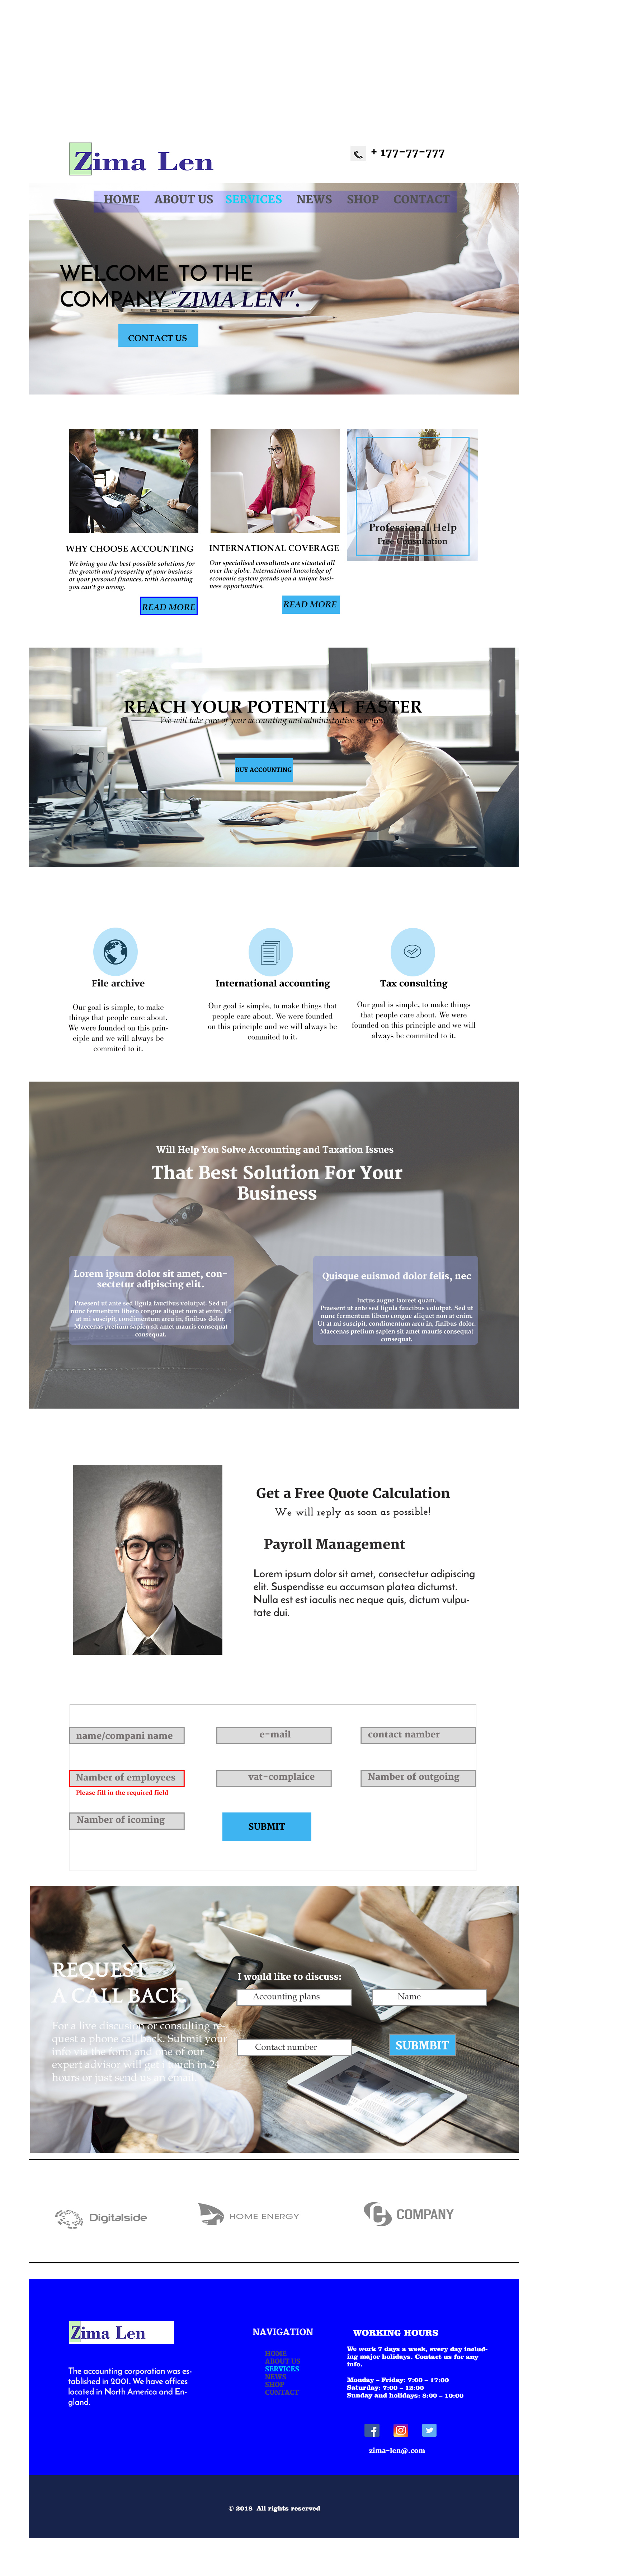 Zima Len
+ 177-77-777
HOME ABOUT US SERVICES NEWS SHOP CONTACT
WELCOME TO THE
COMPANY "ZIMA LEN".
CONTACT US
WHY CHOOSE ACCOUNTING
We bring you the best possible solutions for
the growth and prosperity of your business
or your personal finances, with Accounting
you can't go wrong.
READ MORE
INTERNATIONAL COVERAGE
Our specialised consultants are situated all
over the globe. International knowledge of
economic system grands you a unique busi-
ness opportunities.
READ MORE
Professional Help
Free Consultation
REACH YOUR POTENTIAL FASTER
We will take care of your accounting and administrative services
BUY ACCOUNTING
File archive
Our goal is simple, to make
things that people care about.
We were founded on this prin-
ciple and we will always be
commited to it.
International accounting
Our goal is simple, to make things that
people care about. We were founded
on this principle and we will always be
commited to it.
Tax consulting
Our goal is simple, to make things
that people care about. We were
founded on this principle and we will
always be commited to it.
Will Help You Solve Accounting and Taxation Issues
That Best Solution For Your
Business
Lorem ipsum dolor sit amet, con-
sectetur adipiscing elit.
Praesent ut ante sed ligula faucibus volutpat. Sed ut
nunc fermentum libero congue aliquet non at enim. Ut
at mi suscipit, condimentum arcu in, finibus dolor.
Maecenas pretium sapien sit amet mauris consequat
consequat.
Quisque euismod dolor felis, nec
luctus augue laoreet quam.
Praesent ut ante sed ligula faucibus volutpat. Sed ut
nunc fermentum libero congue aliquet non at enim.
Ut at mi suscipit, condimentum arcu in, finibus dolor.
Maecenas pretium sapien sit amet mauris consequat
consequat.
Get a Free Quote Calculation
We will reply as soon as possible!
Payroll Management
Lorem ipsum dolor sit amet, consectetur adipiscing
elit. Suspendisse eu accumsan platea dictumst.
Nulla est est iaculis nec neque quis, dictum vulpu-
tate dui.
name/compani name
e-mail
contact namber
Namber of employees
vat-complaice
Namber of outgoing
Please fill in the required field
Namber of icoming
SUBMIT
REQUEST
A CALL BACK
For a live discusion or consulting re-
quest a phone call back. Submit your
info via the form and one of our
expert advisor will get i touch in 24
hours or just send us an email.
I would like to discuss:
Accounting plans
Name
Contact number
SUBMBIT
Digitalside
HOME ENERGY
COMPANY
Zima Len
The accounting corporation was es-
tablished in 2001. We have offices
located in North America and En-
gland.
NAVIGATION
HOME
ABOUT US
SERVICES
NEWS
SHOP
CONTACT
WORKING HOURS
We work 7 days a week, every day includ-
ing major holidays. Contact us for any
info.
Monday - Friday: 7:00 - 17:00
Saturday: 7:00 - 12:00
Sunday and holidays: 8:00 - 10:00
zima-len@.com
© 2018 All rights reserved